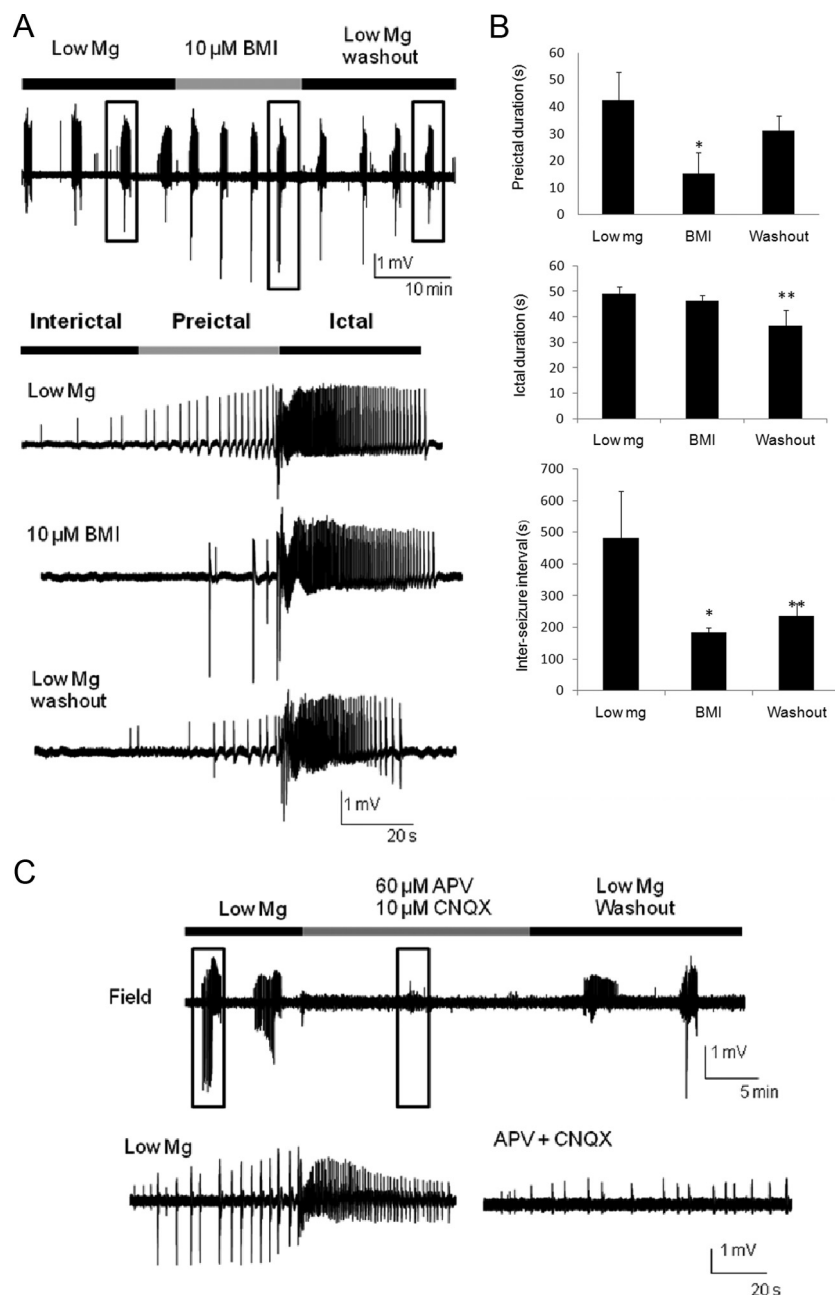 A
Low Mg
10 µM BMI
Low Mg
washout
1 mV
10 min
Interictal
Preictal
Ictal
Low Mg
10 µM BMI
Low Mg
washout
1 mV
20 s
B
Preictal duration (s)
60
50
40
30
20
10
0
*
Low mg
BMI
Washout
Ictal duration (s)
60
50
40
30
20
10
0
**
Low mg
BMI
Washout
Inter-seizure interval (s)
700
600
500
400
300
200
100
0
*
**
Low mg
BMI
Washout
C
Low Mg
60 µM APV
10 µM CNQX
Low Mg
Washout
Field
1 mV
5 min
Low Mg
APV + CNQX
1 mV
20 s